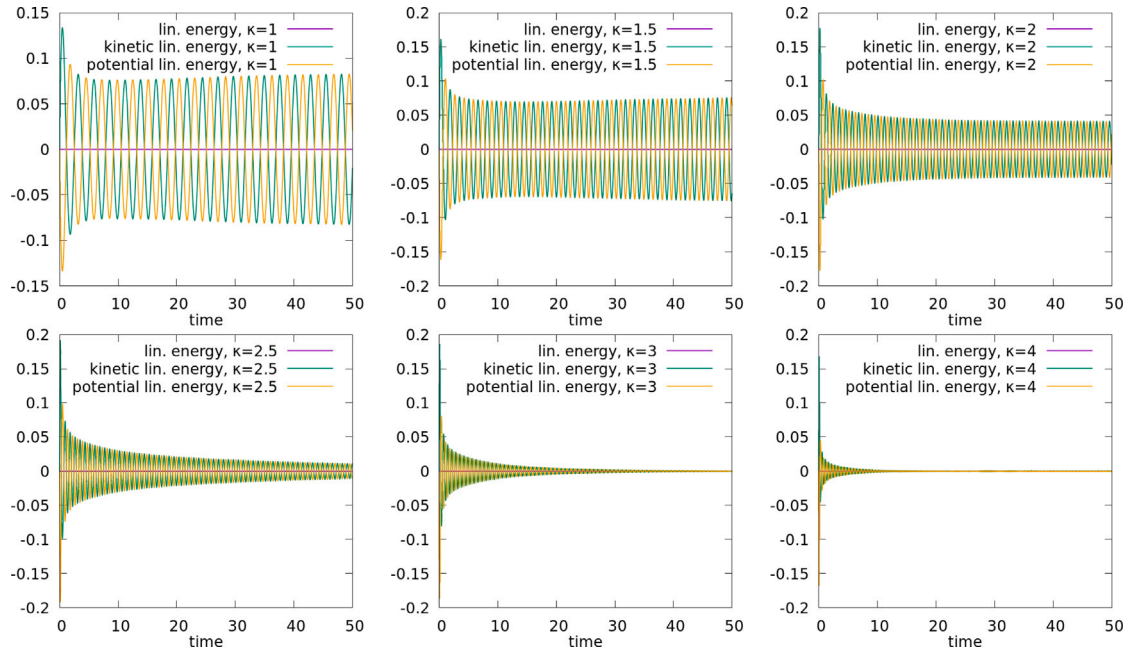 0.15
0.1
0.05
0
-0.05
-0.1
-0.15
lin. energy, κ=1
kinetic lin. energy, κ=1
potential lin. energy, κ=1
0 10 20 30 40 50
time
0.2
0.15
0.1
0.05
0
-0.05
-0.1
-0.15
-0.2
lin. energy, κ=1.5
kinetic lin. energy, κ=1.5
potential lin. energy, κ=1.5
0 10 20 30 40 50
time
0.2
0.15
0.1
0.05
0
-0.05
-0.1
-0.15
-0.2
lin. energy, κ=2
kinetic lin. energy, κ=2
potential lin. energy, κ=2
0 10 20 30 40 50
time
0.2
0.15
0.1
0.05
0
-0.05
-0.1
-0.15
-0.2
lin. energy, κ=2.5
kinetic lin. energy, κ=2.5
potential lin. energy, κ=2.5
0 10 20 30 40 50
time
0.2
0.15
0.1
0.05
0
-0.05
-0.1
-0.15
-0.2
lin. energy, κ=3
kinetic lin. energy, κ=3
potential lin. energy, κ=3
0 10 20 30 40 50
time
0.2
0.15
0.1
0.05
0
-0.05
-0.1
-0.15
-0.2
lin. energy, κ=4
kinetic lin. energy, κ=4
potential lin. energy, κ=4
0 10 20 30 40 50
time